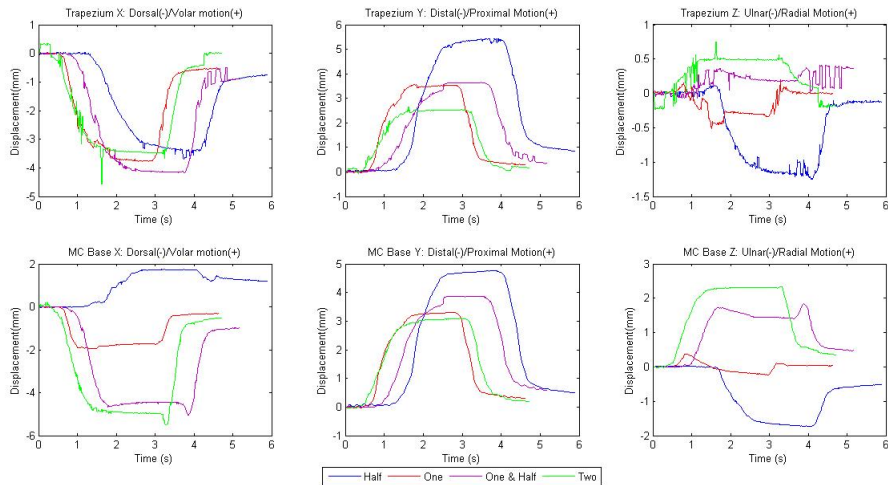 Trapezium X: Dorsal(-)/Volar motion(+)
Displacement(mm)
1
0
-1
-2
-3
-4
-5
0 1 2 3 4 5 6
Time (s)
Trapezium Y: Distal(-)/Proximal Motion(+)
Displacement(mm)
6
5
4
3
2
1
0
-1
0 1 2 3 4 5 6
Time (s)
Trapezium Z: Ulnar(-)/Radial Motion(+)
Displacement(mm)
1
0.5
0
-0.5
-1
-1.5
0 1 2 3 4 5 6
Time (s)
MC Base X: Dorsal(-)/Volar motion(+)
Displacement(mm)
2
0
-2
-4
-6
0 1 2 3 4 5 6
Time (s)
MC Base Y: Distal(-)/Proximal Motion(+)
Displacement(mm)
5
4
3
2
1
0
-1
0 1 2 3 4 5 6
Time (s)
MC Base Z: Ulnar(-)/Radial Motion(+)
Displacement(mm)
3
2
1
0
-1
-2
0 1 2 3 4 5 6
Time (s)
Half One One & Half Two